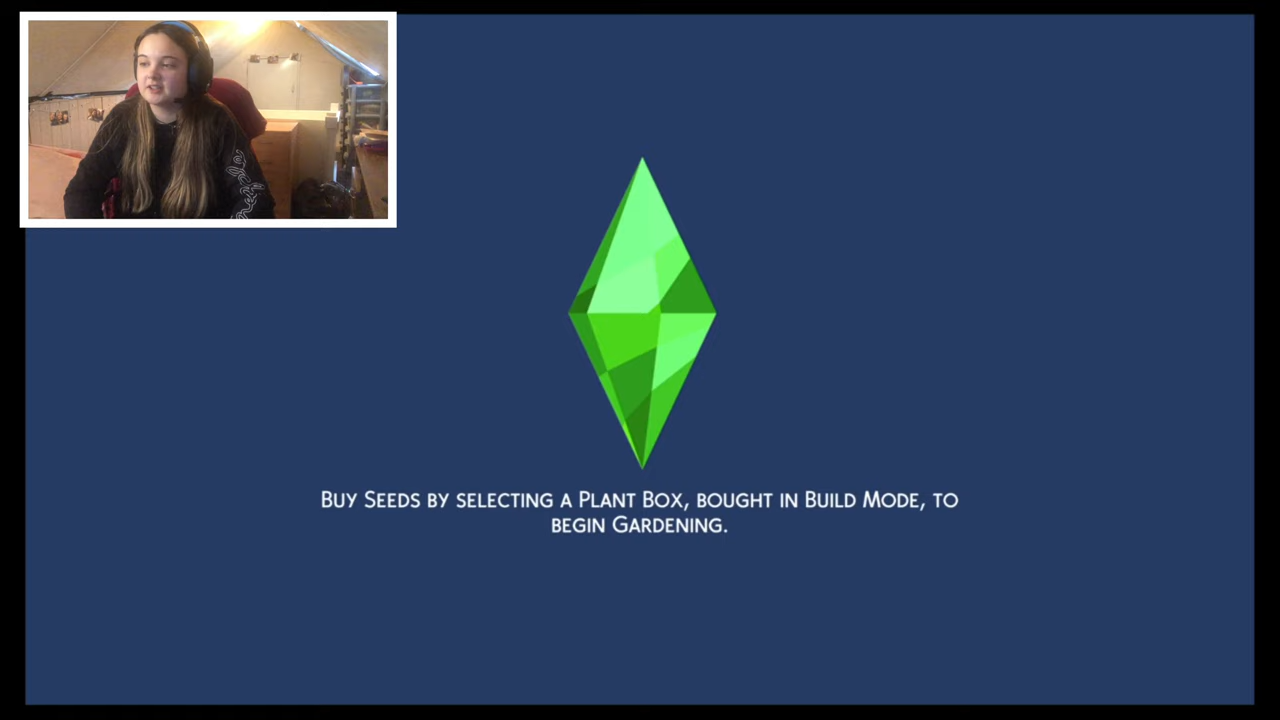 BUY SEEDS BY SELECTING A PLANT BOX, BOUGHT IN BUILD MODE, TO
BEGIN GARDENING.